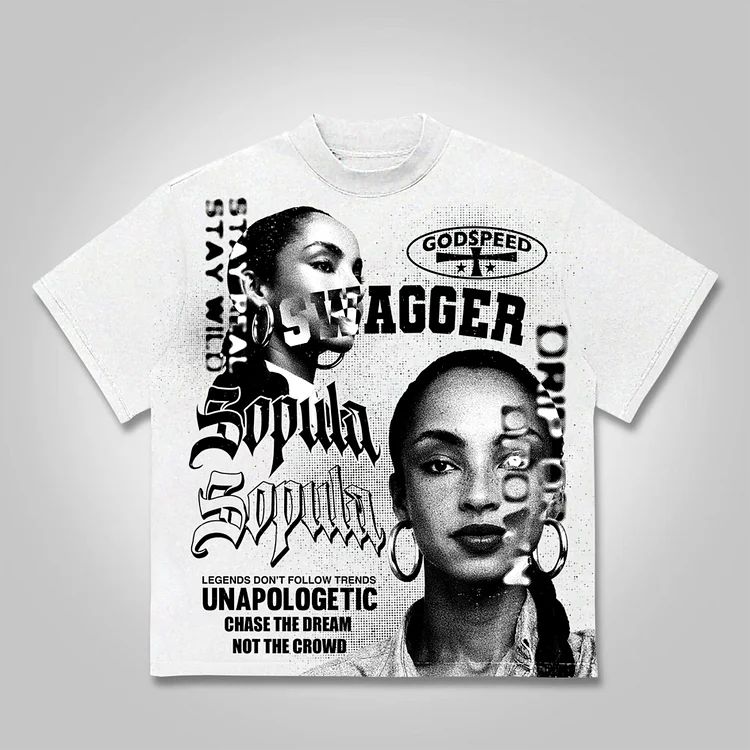 STAY WILD
STAY REAL
GODSPEED
SWAGGER
Sopula
Sopula
DRIP
LEGENDS DON'T FOLLOW TRENDS
UNAPOLOGETIC
CHASE THE DREAM
NOT THE CROWD